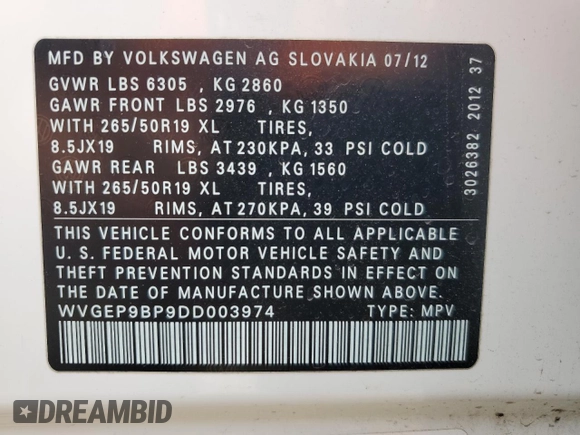 MFD BY VOLKSWAGEN AG SLOVAKIA 07/12
GVWR LBS 6305 , KG 2860
GAWR FRONT LBS 2976 , KG 1350
WITH 265/50R19 XL TIRES,
8.5JX19 RIMS, AT 230KPA, 33 PSI COLD
GAWR REAR LBS 3439 , KG 1560
WITH 265/50R19 XL TIRES,
8.5JX19 RIMS, AT 270KPA, 39 PSI COLD
THIS VEHICLE CONFORMS TO ALL APPLICABLE
U. S. FEDERAL MOTOR VEHICLE SAFETY AND
THEFT PREVENTION STANDARDS IN EFFECT ON
THE DATE OF MANUFACTURE SHOWN ABOVE.
WVGEP9BP9DD003974 TYPE: MPV
3026382 2012 37
DREAMBID